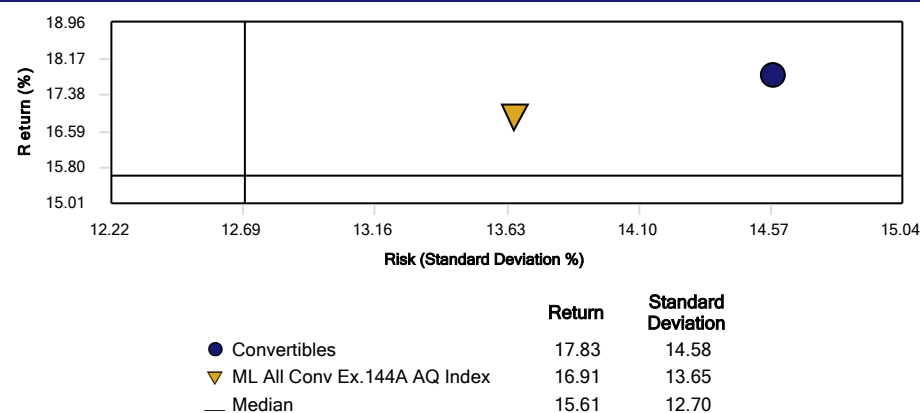 18.96
18.17
17.38
16.59
15.80
15.01
Return (%)
12.22 12.69 13.16 13.63 14.10 14.57 15.04
Risk (Standard Deviation %)
Return Standard Deviation
Convertibles 17.83 14.58
ML All Conv Ex.144A AQ Index 16.91 13.65
Median 15.61 12.70